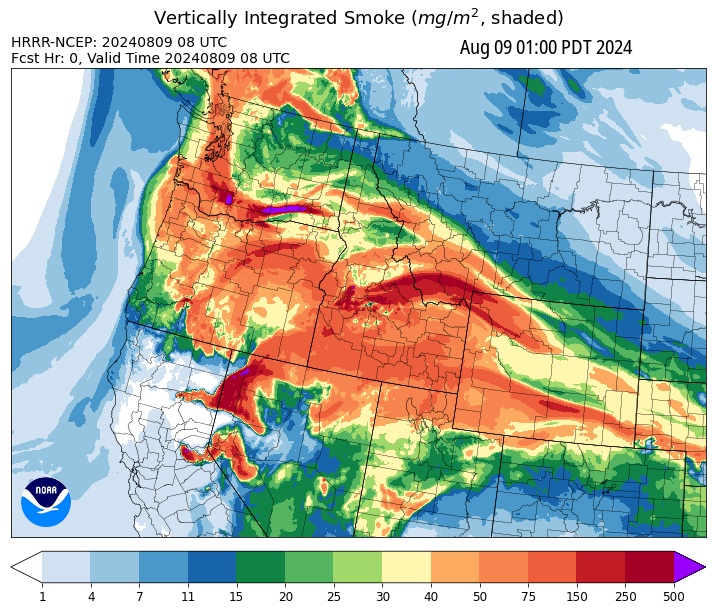 Vertically Integrated Smoke (mg/m², shaded)
HRRR-NCEP: 20240809 08 UTC
Aug 09 01:00 PDT 2024
Fcst Hr: 0, Valid Time 20240809 08 UTC
NOAA
1 4 7 11 15 20 25 30 40 50 75 150 250 500